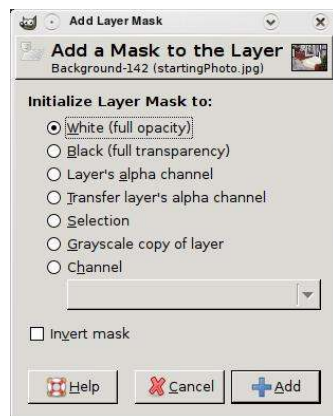 Add Layer Mask
Add a Mask to the Layer
Background-142 (startingPhoto.jpg)
Initialize Layer Mask to:
White (full opacity)
Black (full transparency)
Layer's alpha channel
Transfer layer's alpha channel
Selection
Grayscale copy of layer
Channel
Invert mask
Help
Cancel
Add